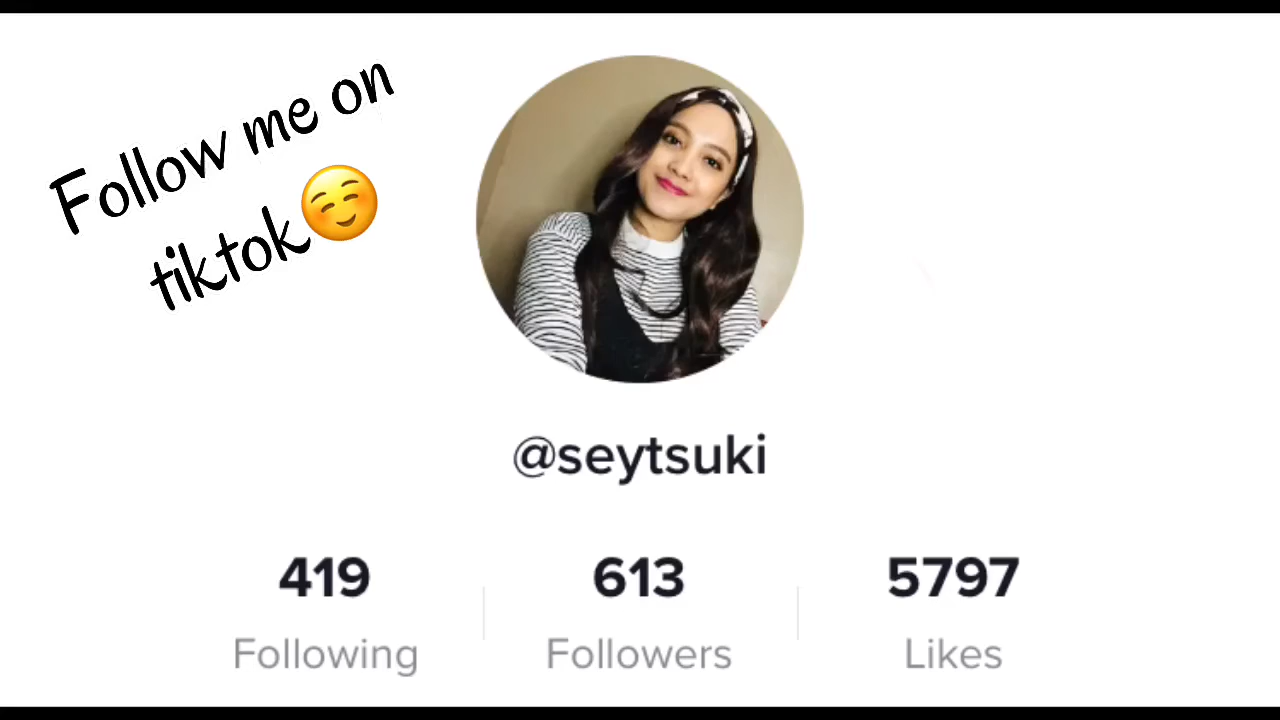 Follow me on
tiktok☺️
@seytsuki
419 613 5797
Following Followers Likes